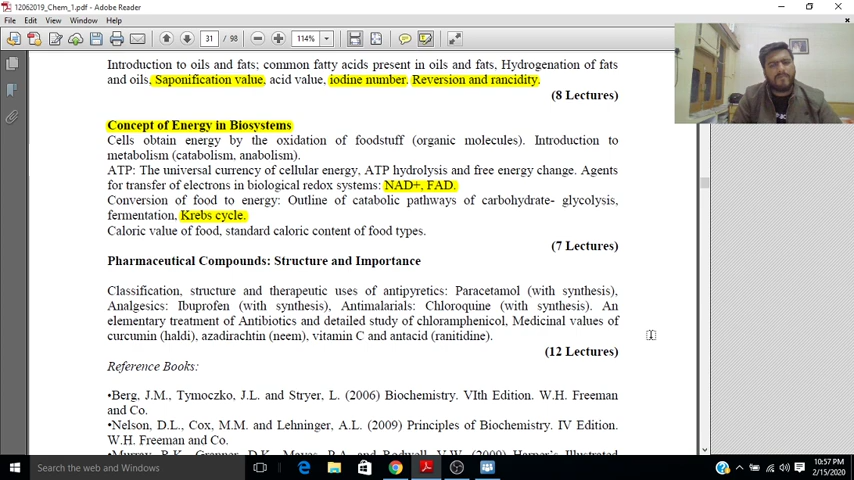 12062019_Chem_1.pdf - Adobe Reader
File Edit View Window Help
31 / 98 114%
Introduction to oils and fats; common fatty acids present in oils and fats, Hydrogenation of fats
and oils, Saponification value, acid value, iodine number. Reversion and rancidity.
(8 Lectures)
Concept of Energy in Biosystems
Cells obtain energy by the oxidation of foodstuff (organic molecules). Introduction to
metabolism (catabolism, anabolism).
ATP: The universal currency of cellular energy, ATP hydrolysis and free energy change. Agents
for transfer of electrons in biological redox systems: NAD+, FAD.
Conversion of food to energy: Outline of catabolic pathways of carbohydrate- glycolysis,
fermentation, Krebs cycle.
Caloric value of food, standard caloric content of food types.
(7 Lectures)
Pharmaceutical Compounds: Structure and Importance
Classification, structure and therapeutic uses of antipyretics: Paracetamol (with synthesis),
Analgesics: Ibuprofen (with synthesis), Antimalarials: Chloroquine (with synthesis). An
elementary treatment of Antibiotics and detailed study of chloramphenicol, Medicinal values of
curcumin (haldi), azadirachtin (neem), vitamin C and antacid (ranitidine).
(12 Lectures)
Reference Books:
•Berg, J.M., Tymoczko, J.L. and Stryer, L. (2006) Biochemistry. VIth Edition. W.H. Freeman
and Co.
•Nelson, D.L., Cox, M.M. and Lehninger, A.L. (2009) Principles of Biochemistry. IV Edition.
W.H. Freeman and Co.
Search the web and Windows
10:57 PM
2/15/2020